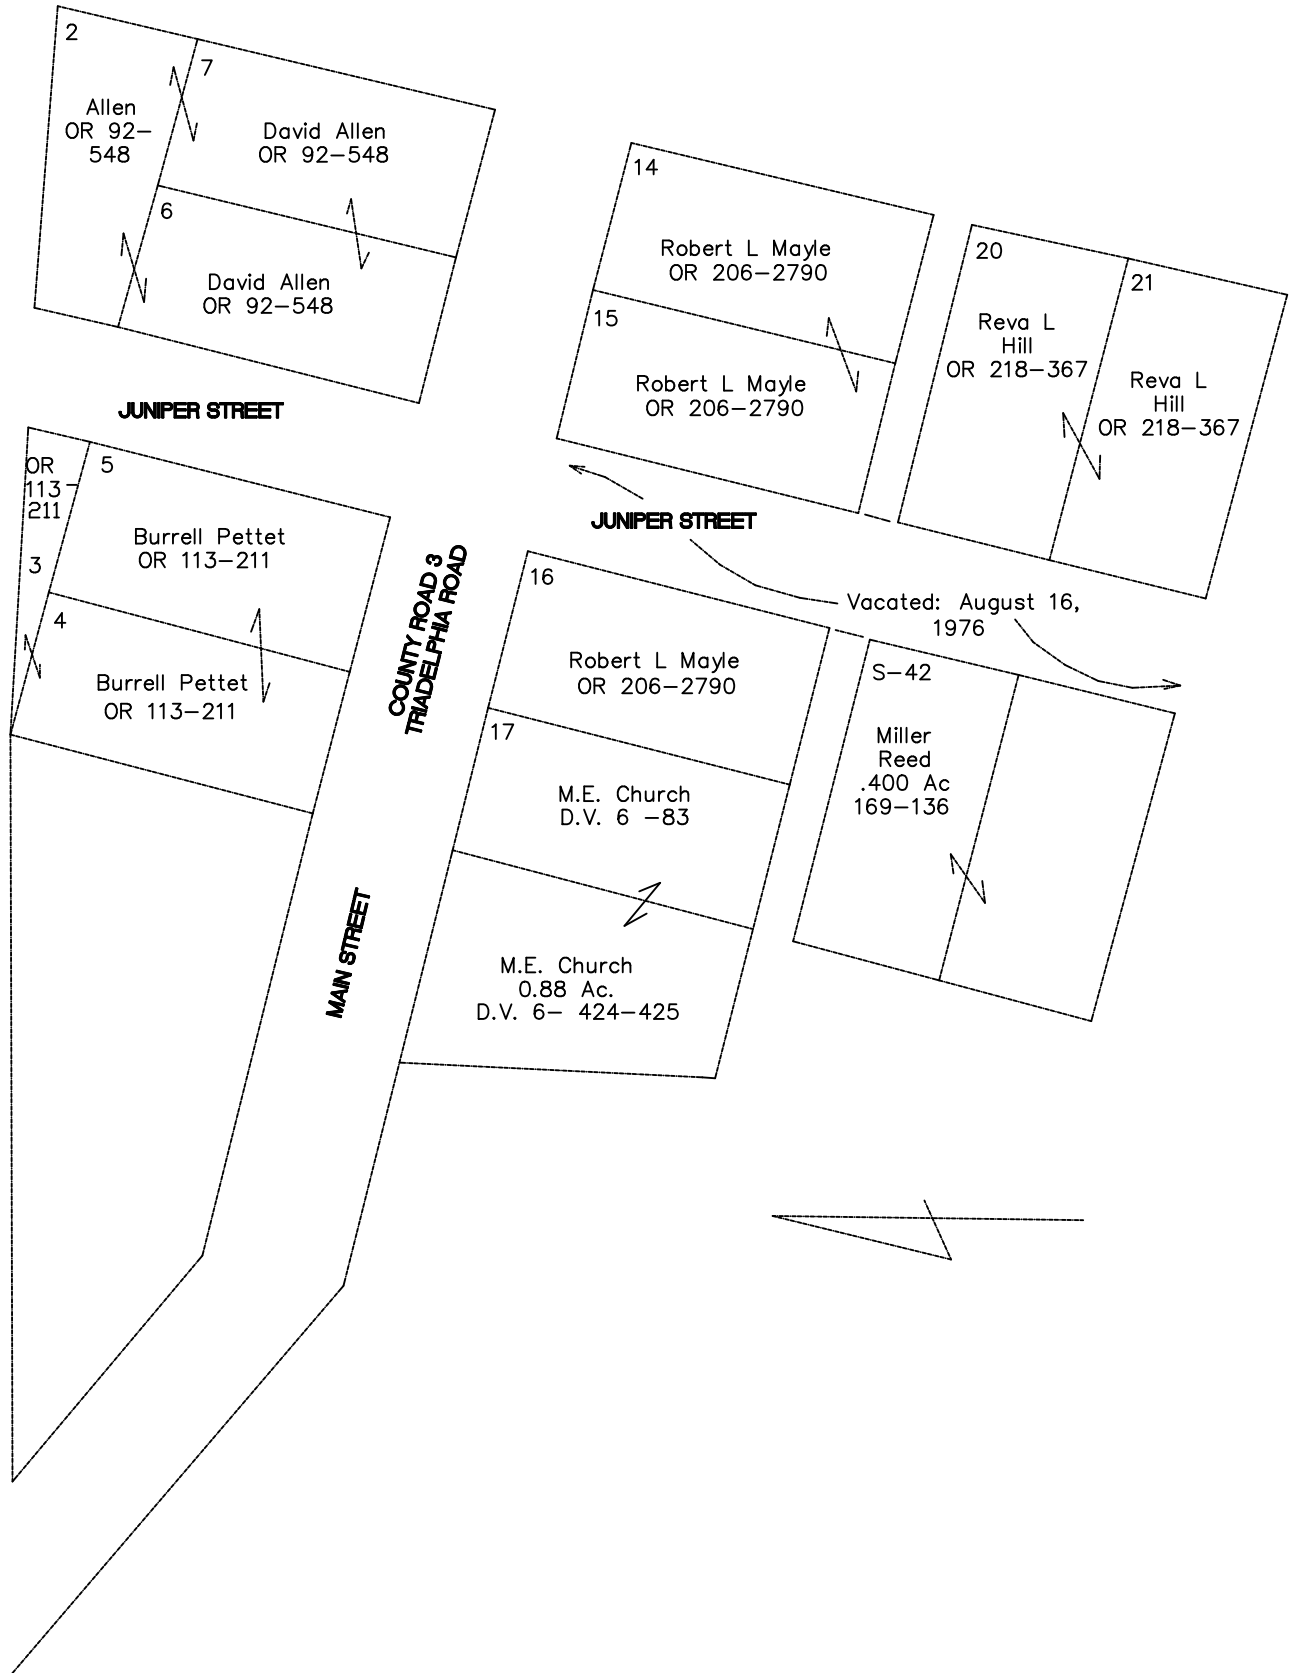 2
Allen
OR 92-
548
7
David Allen
OR 92-548
6
David Allen
OR 92-548
14
Robert L Mayle
OR 206-2790
15
Robert L Mayle
OR 206-2790
20
Reva L
Hill
OR 218-367
21
Reva L
Hill
OR 218-367
JUNIPER STREET
OR
113-
211
3
5
Burrell Pettet
OR 113-211
4
Burrell Pettet
OR 113-211
COUNTY ROAD 3
TRIADELPHIA ROAD
JUNIPER STREET
Vacated: August 16,
1976
16
Robert L Mayle
OR 206-2790
17
M.E. Church
D.V. 6 -83
M.E. Church
0.88 Ac.
D.V. 6- 424-425
S-42
Miller
Reed
.400 Ac
169-136
MAIN STREET